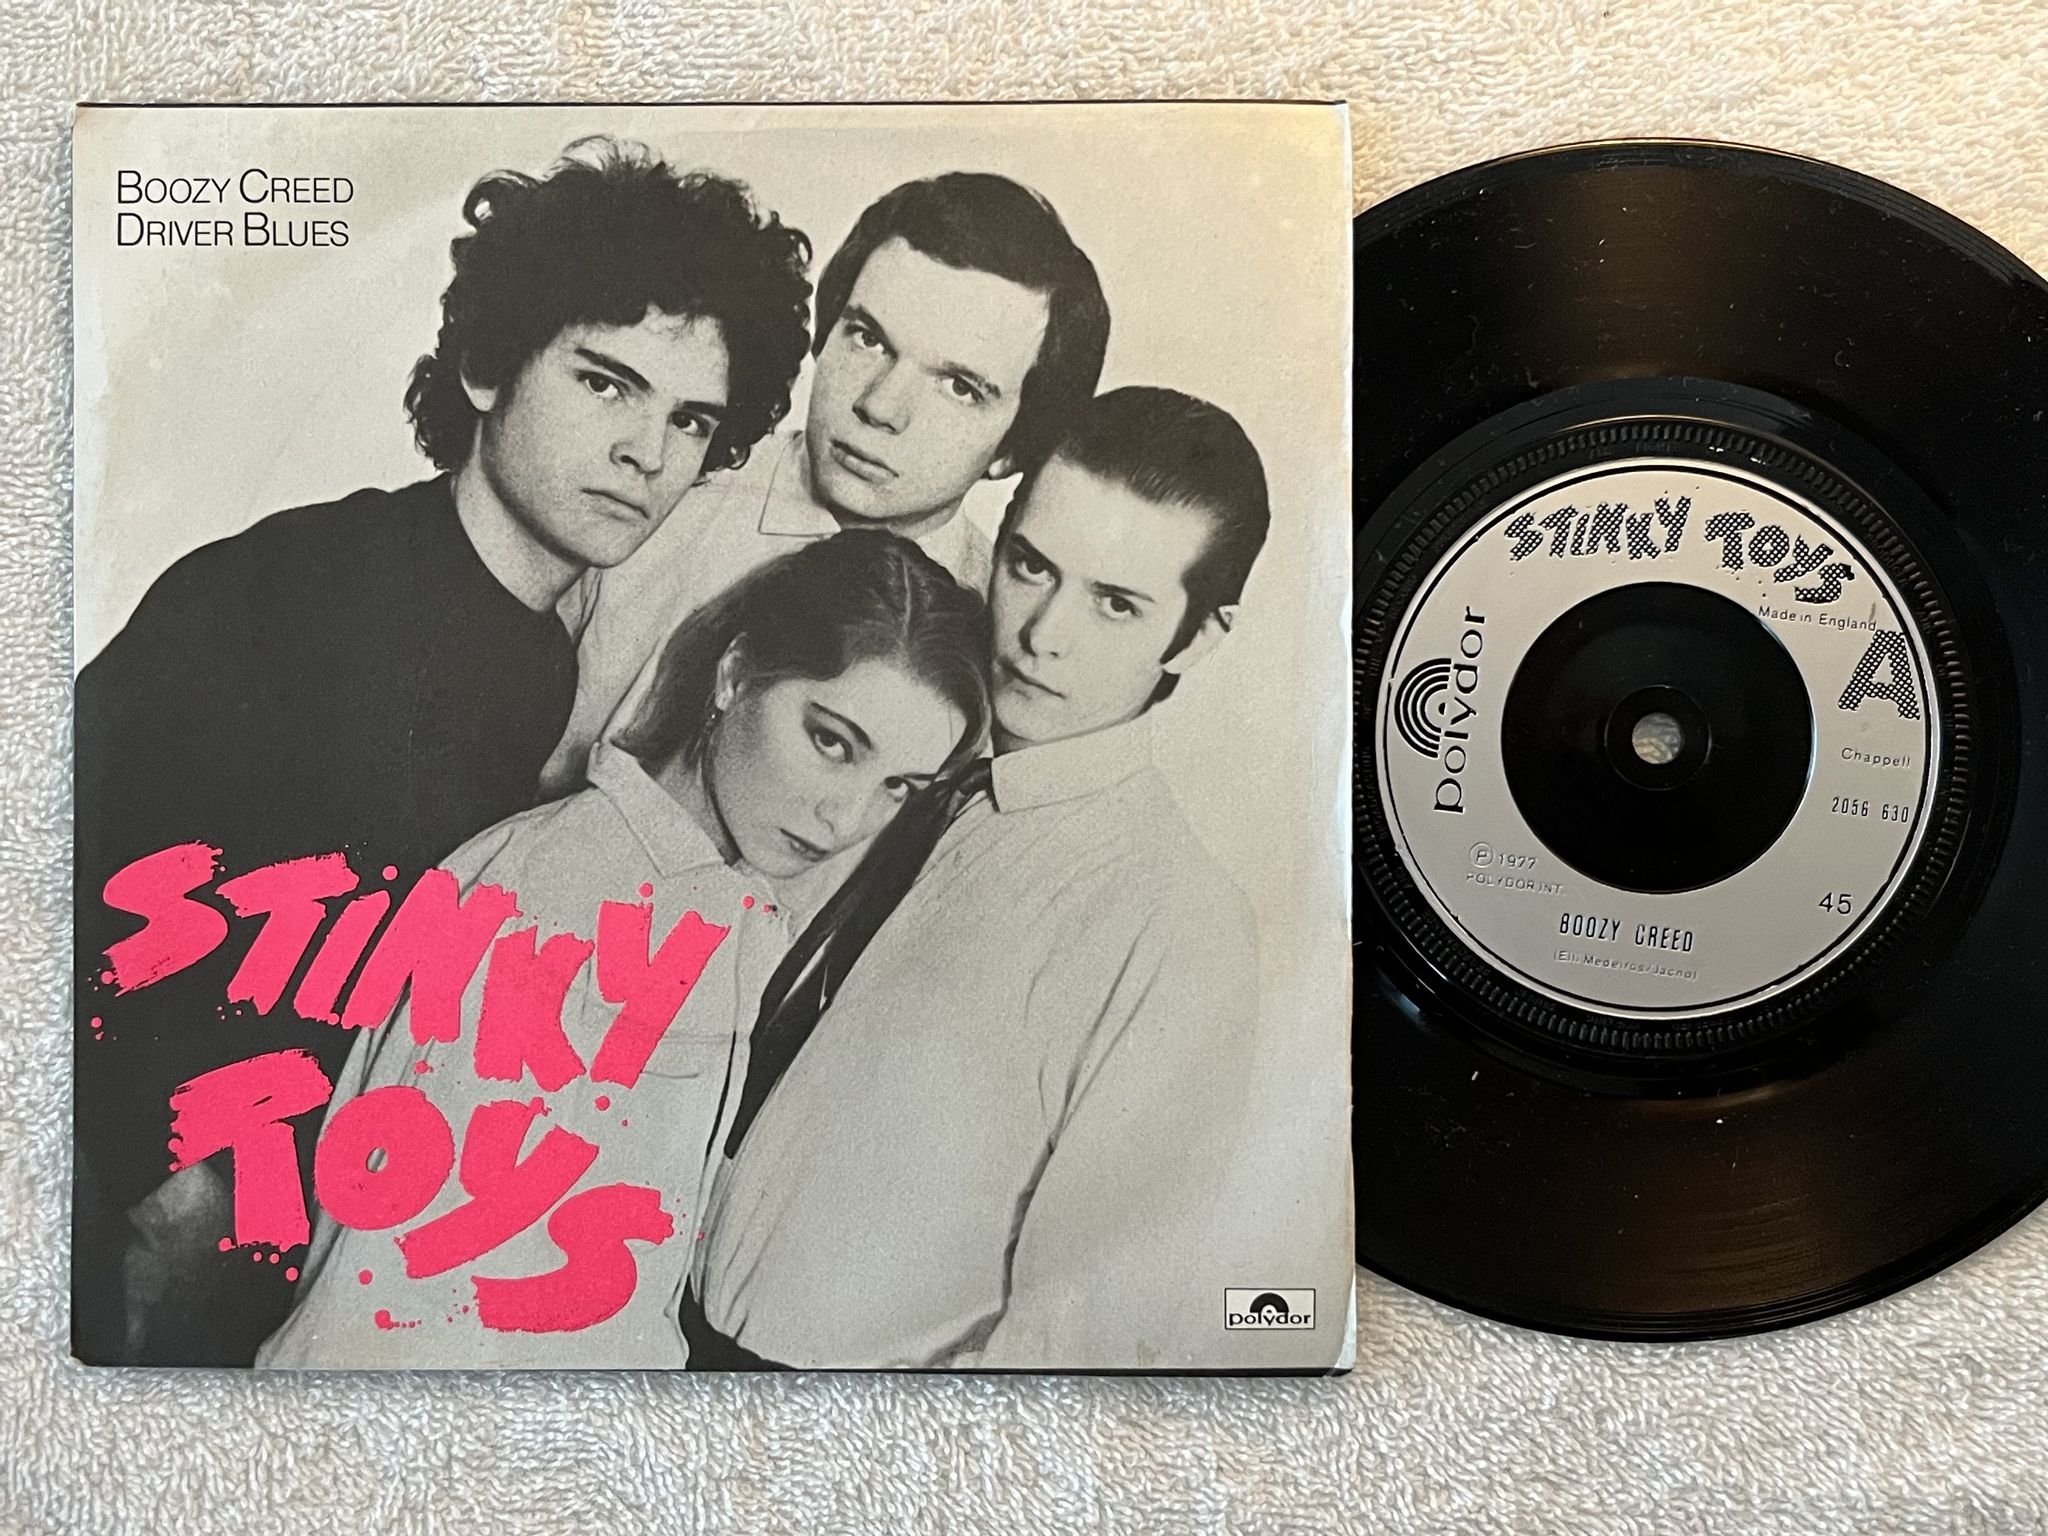 BOOZY CREED
DRIVER BLUES
STINKY
TOYS
polydor
STINKY TOYS
Made in England
A
polydor
Chappell
2056 630
℗ 1977
POLYDOR INT.
45
BOOZY CREED
(Elli Medeiros/Jacno)